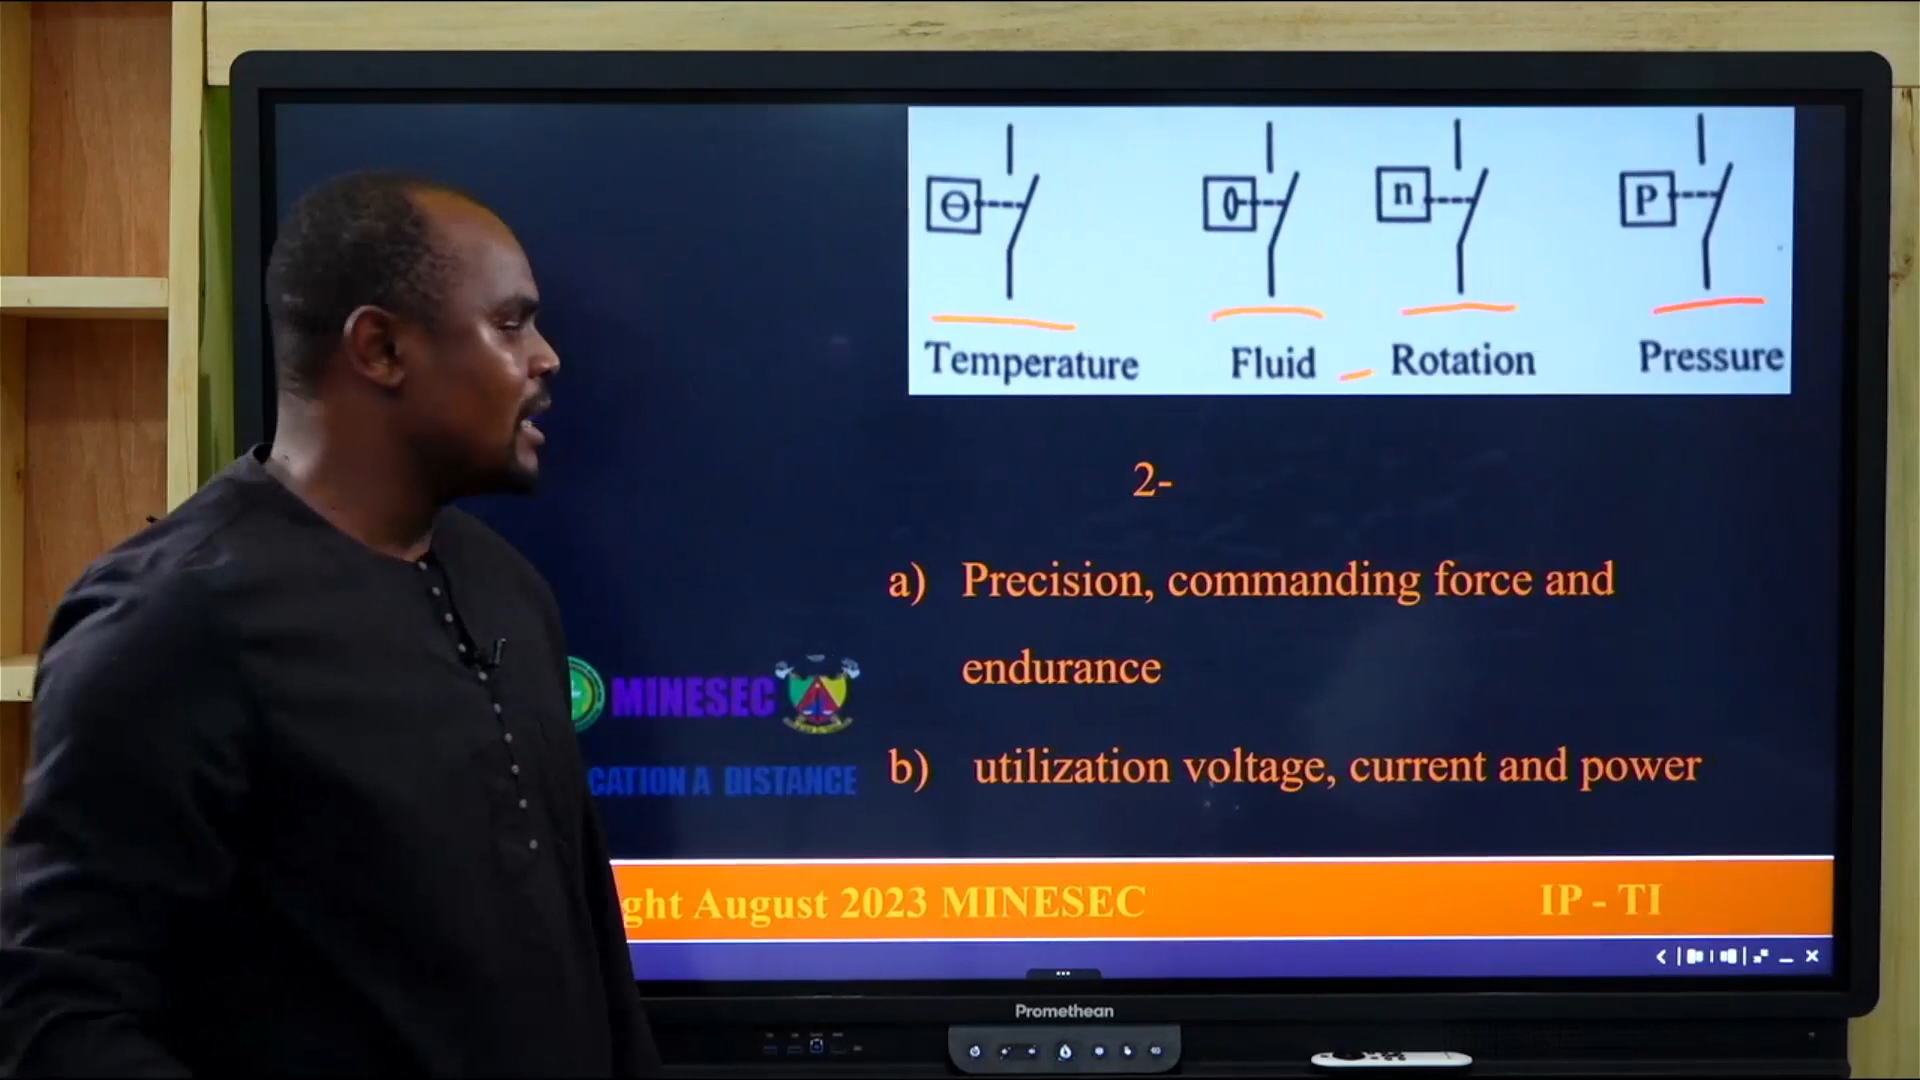 Θ
0
n
P
Temperature Fluid Rotation Pressure
2-
a) Precision, commanding force and
endurance
b) utilization voltage, current and power
MINESEC
CATION A DISTANCE
ght August 2023 MINESEC
IP - TI
Promethean